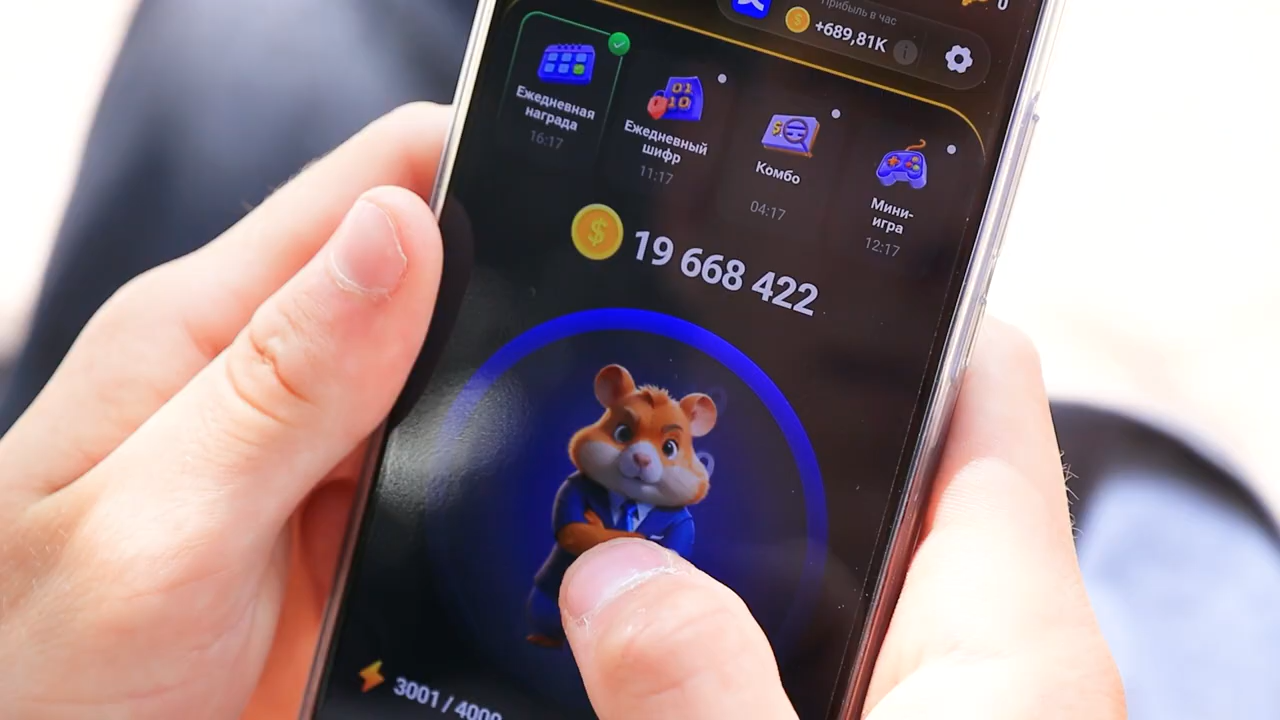 Прибыль в час
+689,81K
0
Ежедневная
награда
16:17
Ежедневный
шифр
11:17
Комбо
04:17
Мини-
игра
12:17
19 668 422
3001 / 4000